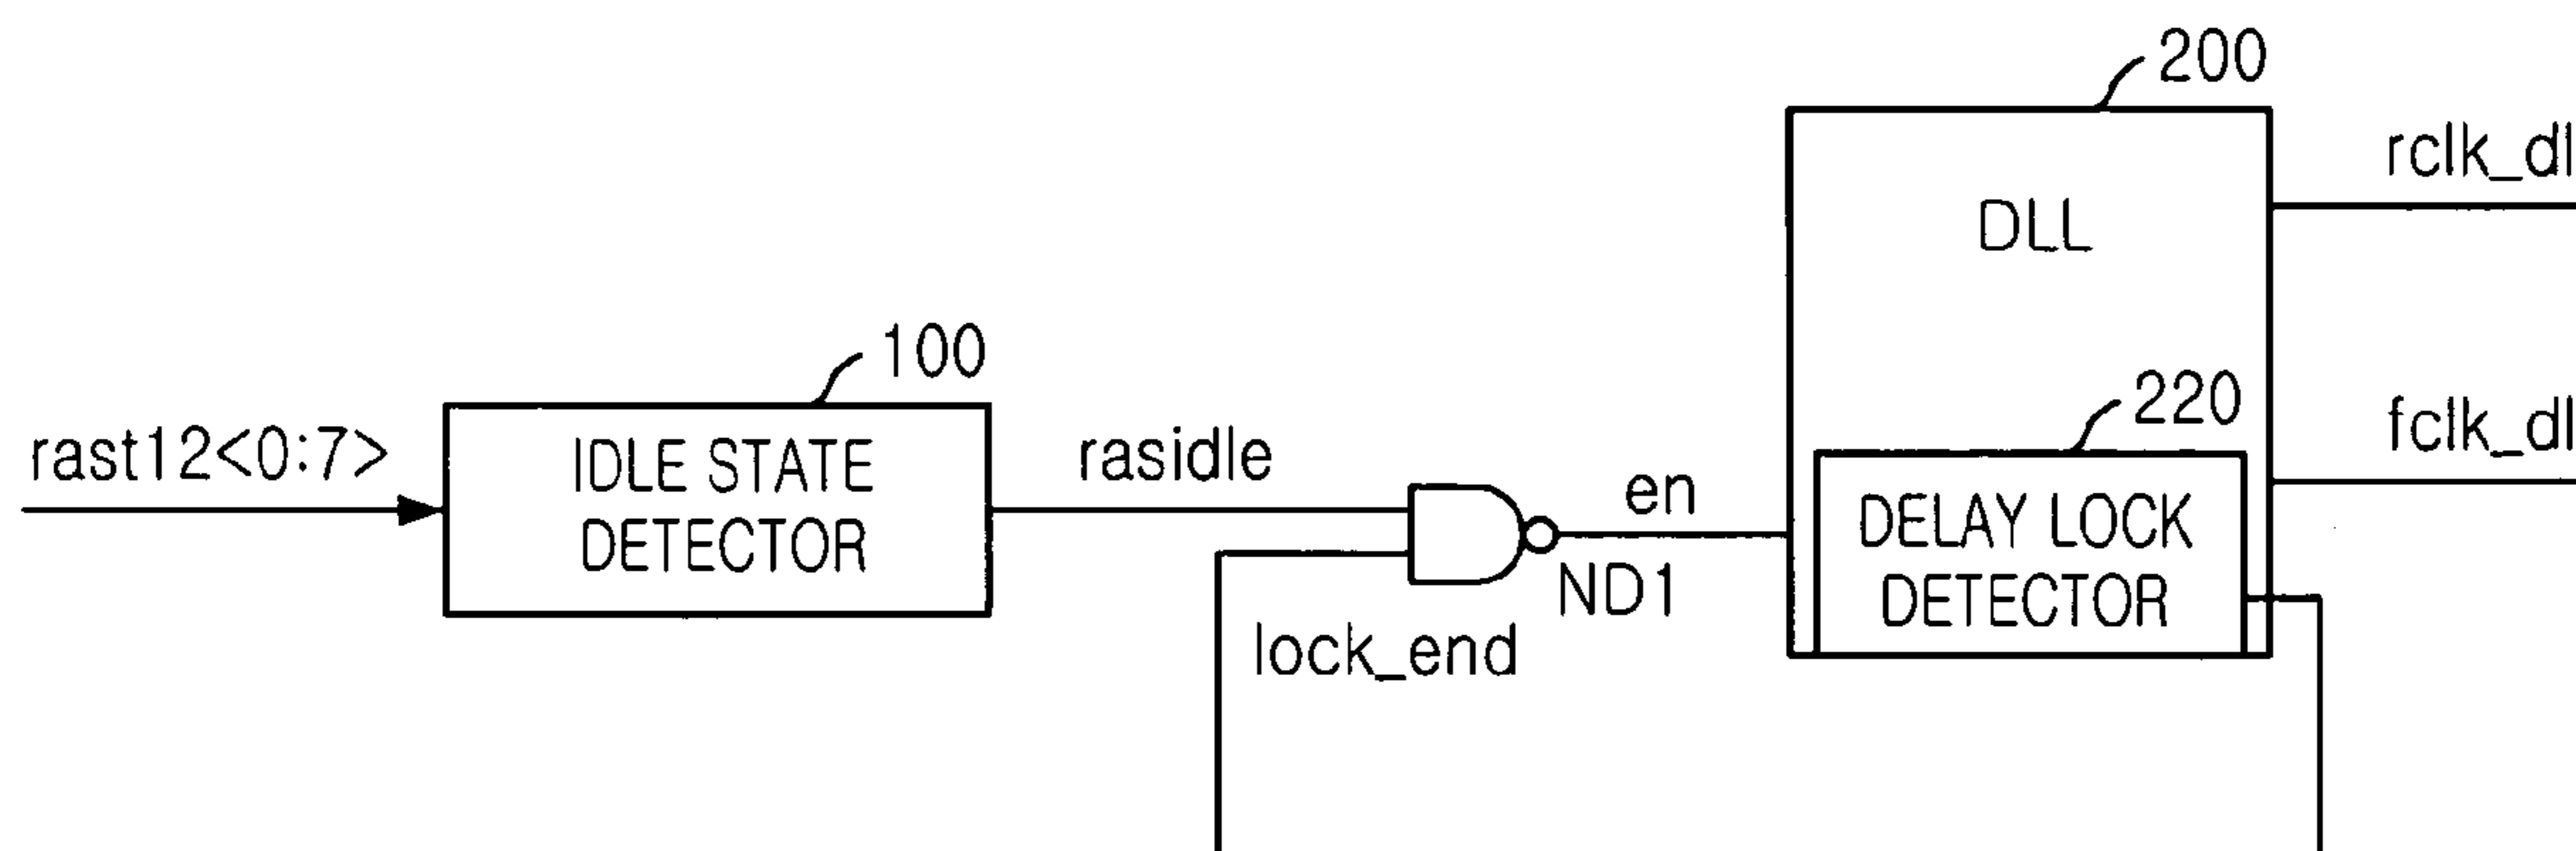 200
rclk_dl
DLL
100
220
rast12<0:7>
IDLE STATE
DETECTOR
rasidle
en
fclk_dl
DELAY LOCK
DETECTOR
ND1
lock_end